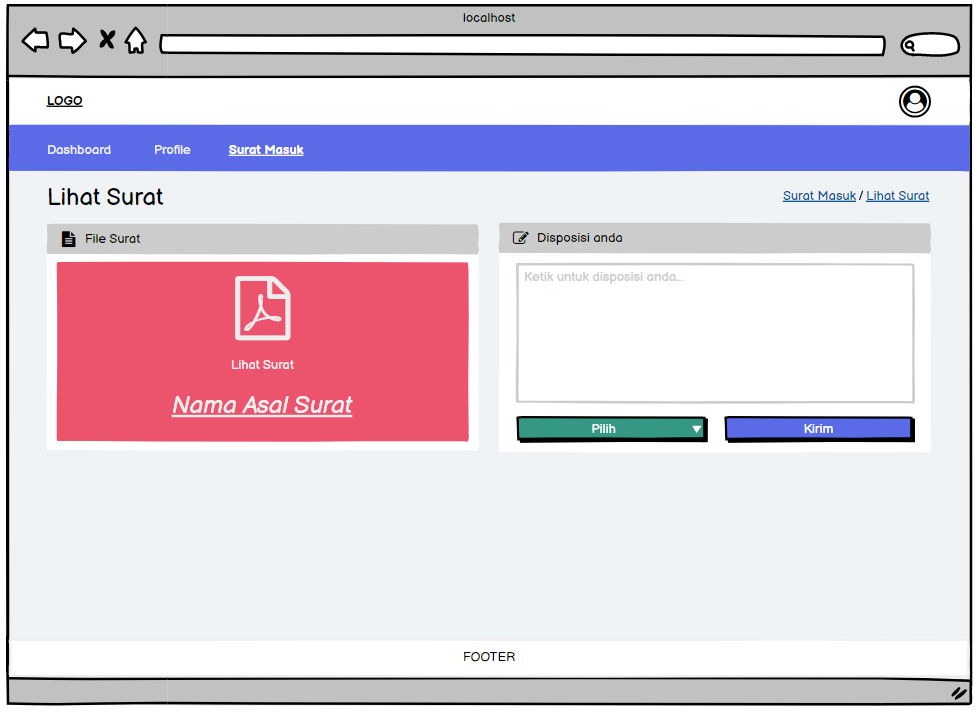 localhost
LOGO
Dashboard Profile Surat Masuk
Lihat Surat
Surat Masuk / Lihat Surat
File Surat
Lihat Surat
Nama Asal Surat
Disposisi anda
Ketik untuk disposisi anda...
Pilih
Kirim
FOOTER